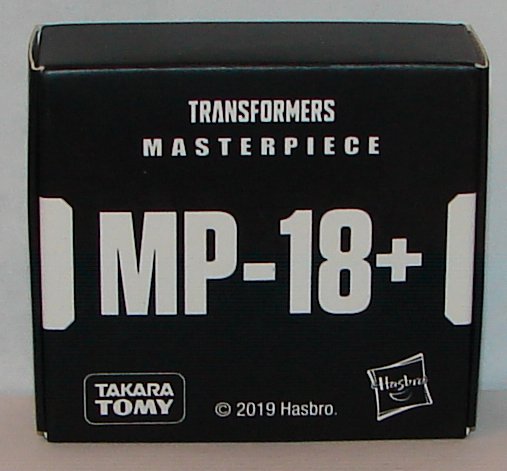 TRANSFORMERS
MASTERPIECE
MP-18+
TAKARA
TOMY
© 2019 Hasbro.
Hasbro